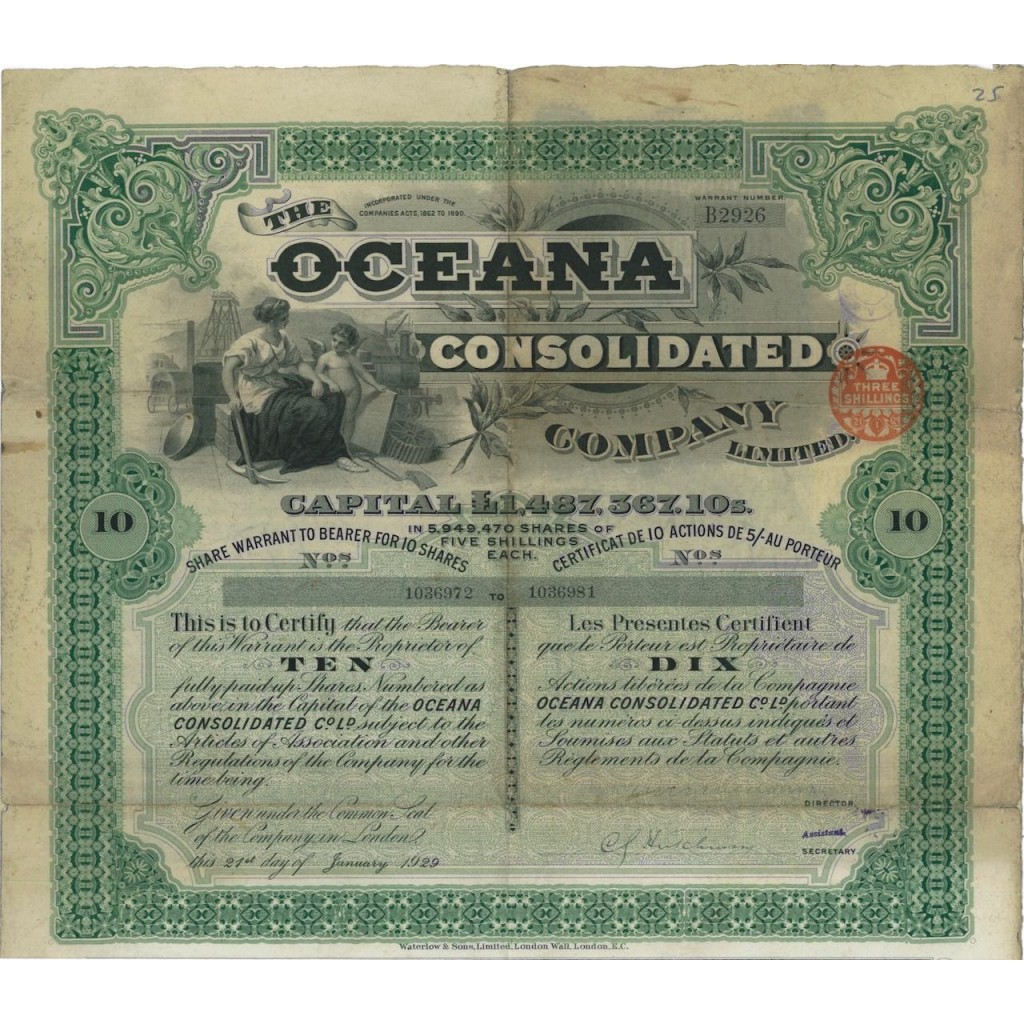 25
THE
INCORPORATED UNDER THE
COMPANIES ACTS, 1862 TO 1890.
WARRANT NUMBER
B2926
OCEANA
CONSOLIDATED
THREE
SHILLINGS
COMPANY
LIMITED.
CAPITAL £1,487,367.10s.
IN 5,949,470 SHARES OF
FIVE SHILLINGS
EACH.
10
10
SHARE WARRANT TO BEARER FOR 10 SHARES
CERTIFICAT DE 10 ACTIONS DE 5/- AU PORTEUR
Nos
Nos
1036972 TO 1036981
This is to Certify that the Bearer
of this Warrant is the Proprietor of
TEN
fully paid up Shares, Numbered as
above, in the Capital of the OCEANA
CONSOLIDATED Co Ld subject to the
Articles of Association and other
Regulations of the Company for the
time being.
Given under the Common Seal
of the Company in London,
this 21st day of January 1929
Les Presentes Certifient
que le Porteur est Propriétaire de
DIX
Actions libérées de la Compagnie
OCEANA CONSOLIDATED Co Ld portant
les numeros ci-dessus indiqués et
Soumises aux Statuts et autres
Règlements de la Compagnie.
DIRECTOR.
Assistant
SECRETARY.
Waterlow & Sons, Limited, London Wall, London, E.C.